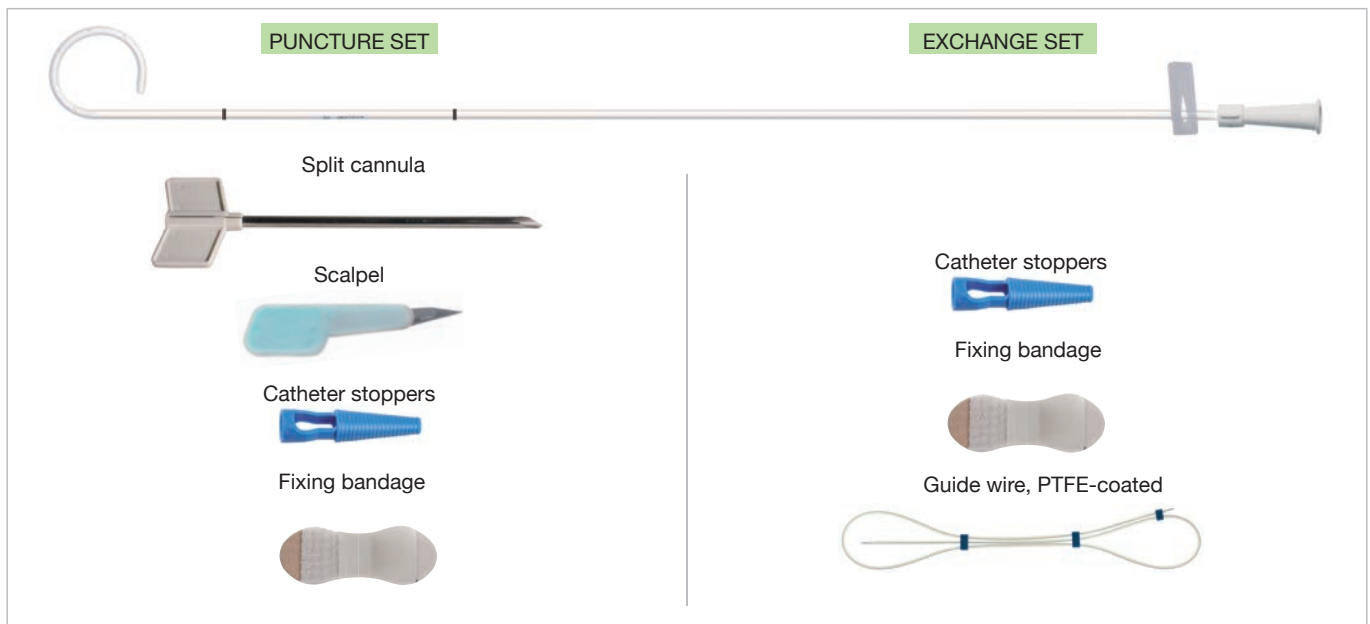 PUNCTURE SET
EXCHANGE SET
Split cannula
Scalpel
Catheter stoppers
Fixing bandage
Catheter stoppers
Fixing bandage
Guide wire, PTFE-coated